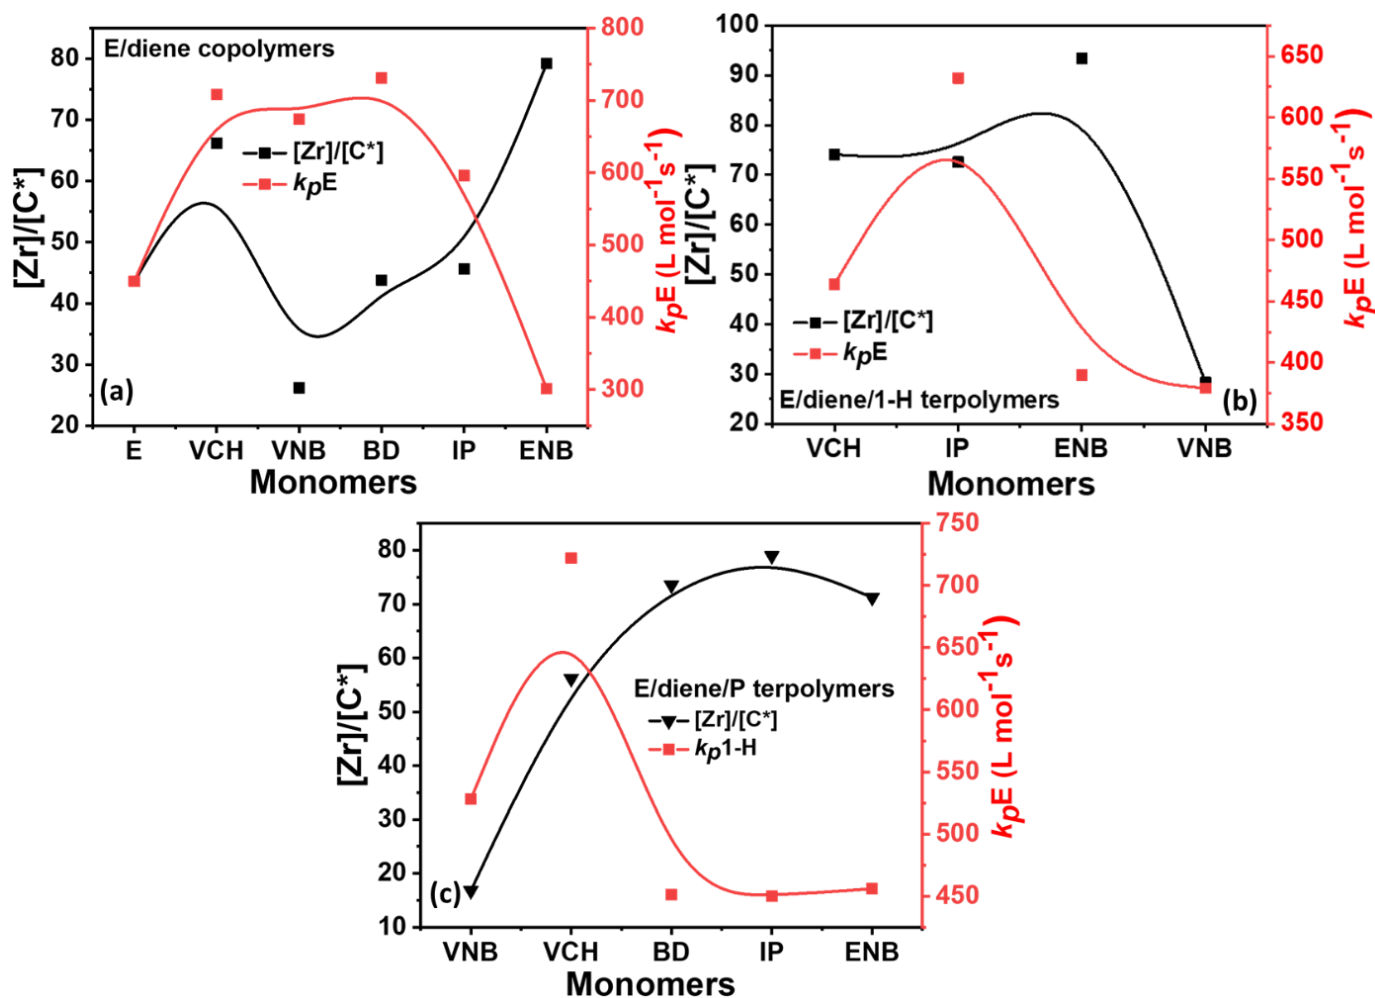 E/diene copolymers
[Zr]/[C*]
kpE
(a)
80
70
60
50
40
30
20
800
700
600
500
400
300
E VCH VNB BD IP ENB
Monomers
[Zr]/[C*]
kpE (L mol-1s-1)
100
90
80
70
60
50
40
30
20
650
600
550
500
450
400
350
[Zr]/[C*]
kpE
E/diene/1-H terpolymers
(b)
VCH IP ENB VNB
Monomers
[Zr]/[C*]
kpE (L mol-1s-1)
80
70
60
50
40
30
20
10
750
700
650
600
550
500
450
E/diene/P terpolymers
[Zr]/[C*]
kp1-H
(c)
VNB VCH BD IP ENB
Monomers
[Zr]/[C*]
kpE (L mol-1s-1)